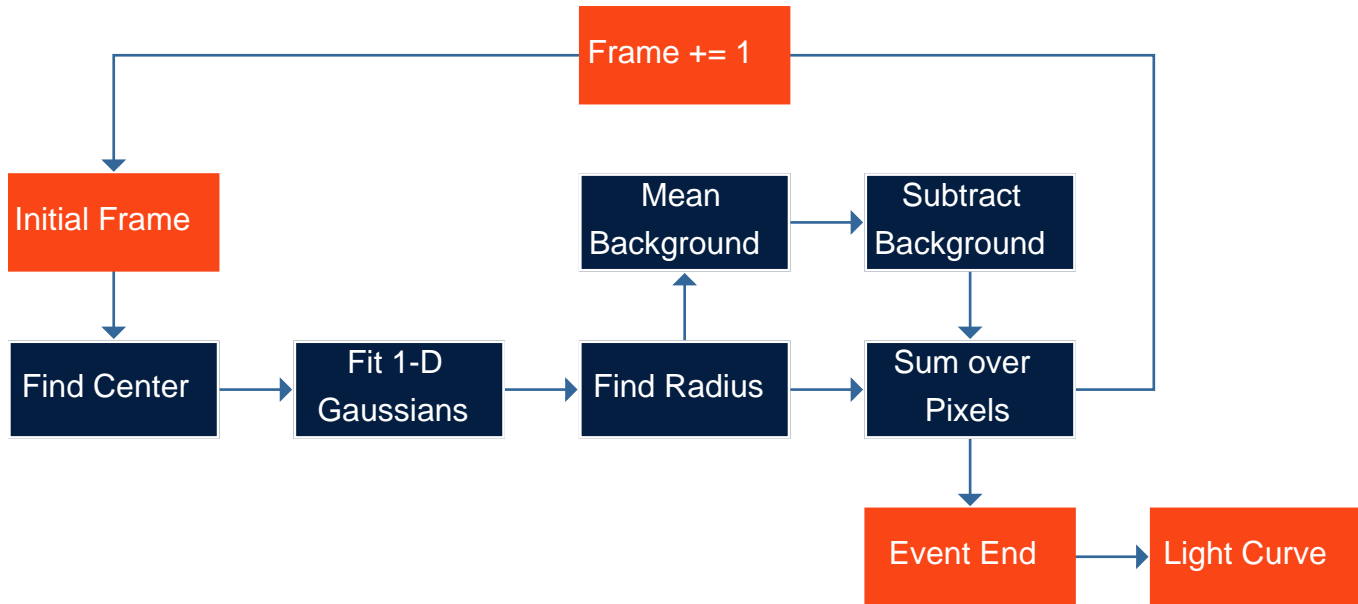 Frame += 1
Initial Frame
Mean
Background
Subtract
Background
Find Center
Fit 1-D
Gaussians
Find Radius
Sum over
Pixels
Event End
Light Curve